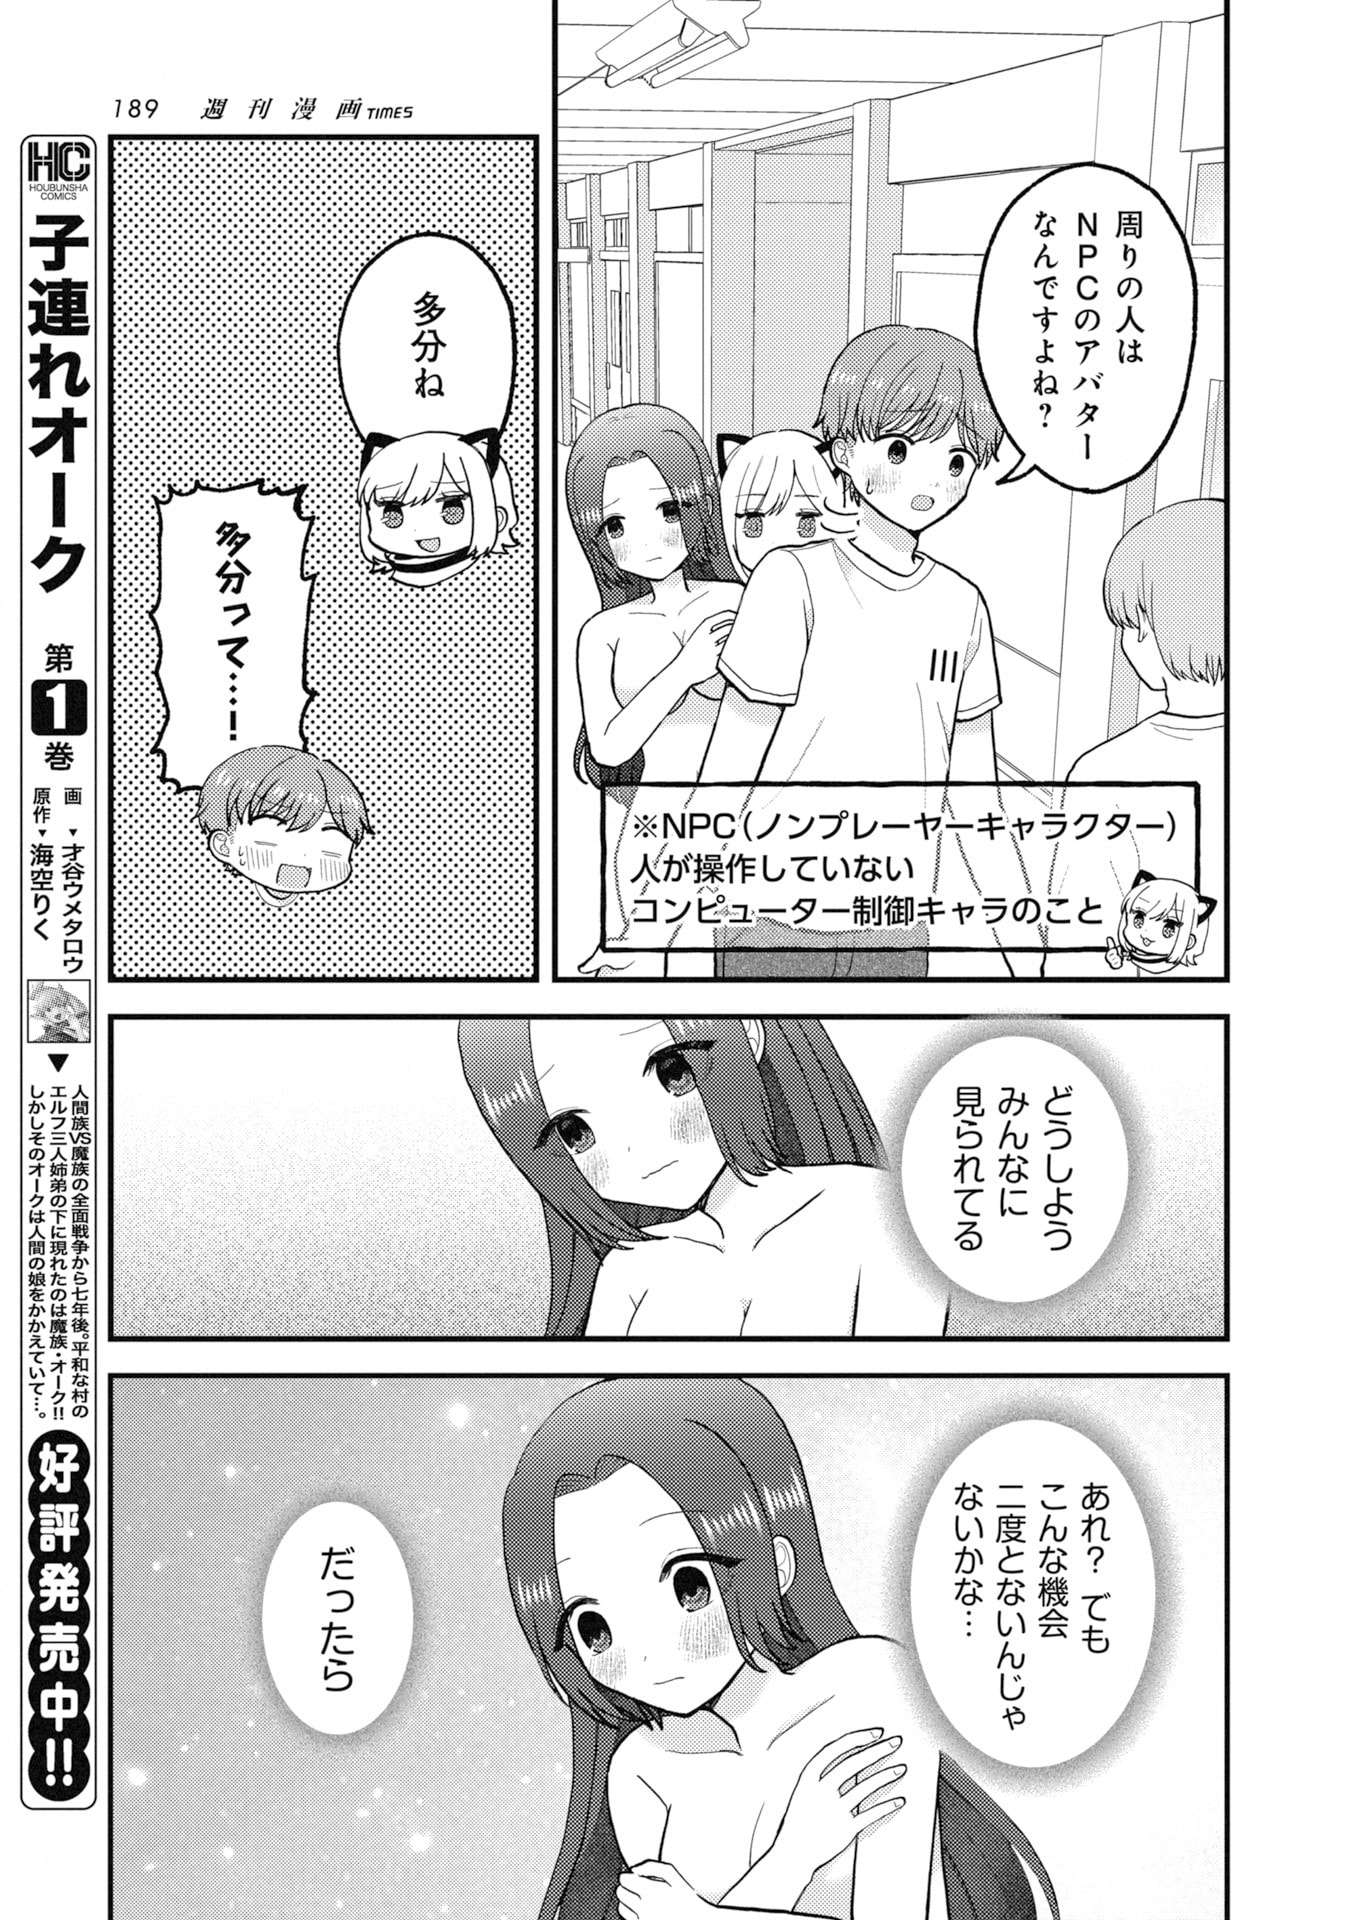 189 週刊漫画TIMES
周りの人は
NPCのアバター
なんですよね?
※NPC(ノンプレーヤーキャラクター)
人が操作していない
コンピューター制御キャラのこと
多分ね
多分って…!
どうしよう
みんなに
見られてる
あれ? でも
こんな機会
二度とないんじゃ
ないかな…
だったら
HC
HOUBUNSHA
COMICS
子連れオーク 第1巻
画▼才谷ウメタロウ
原作▼海空りく
▼
人間族VS魔族の全面戦争から七年後。平和な村の
エルフ三人姉弟の下に現れたのは魔族・オーク!!
しかしそのオークは人間の娘をかかえていて…。
好評発売中!!